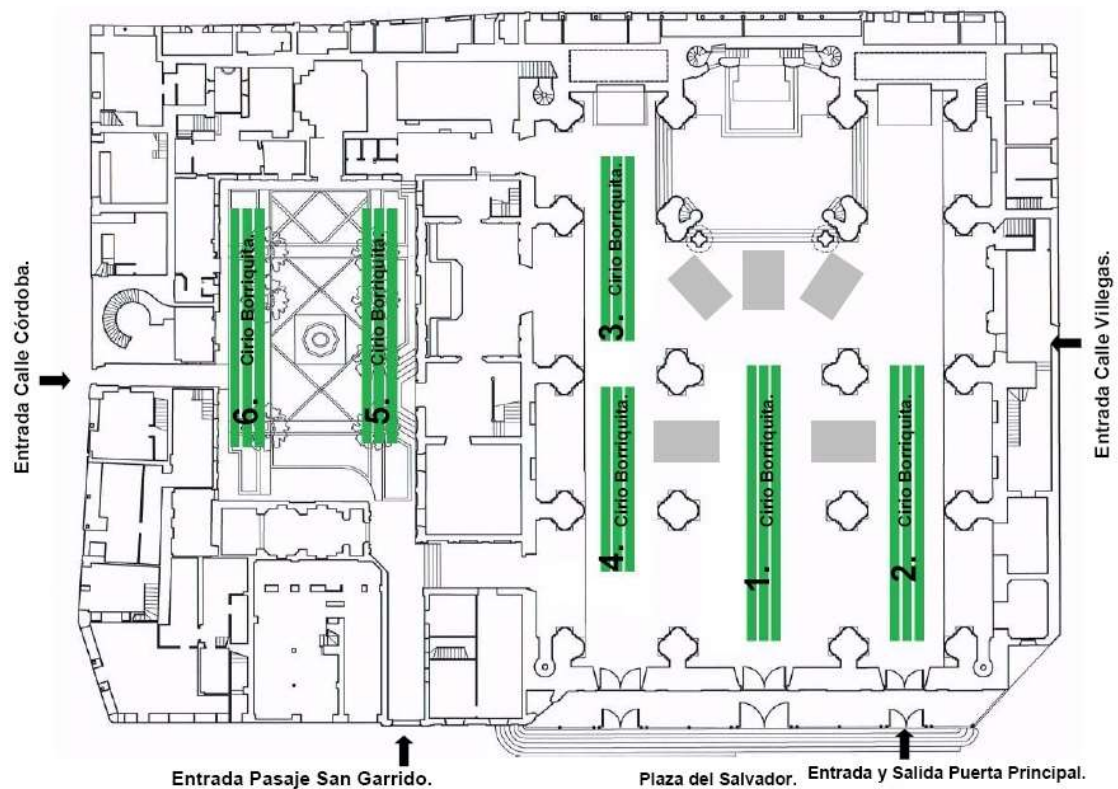 3. Cirio Borriquita.
6. Cirio Borriquita.
5. Cirio Borriquita.
4. Cirio Borriquita.
1. Cirio Borriquita.
2. Cirio Borriquita.
Entrada Calle Córdoba.
Entrada Calle Villegas.
Entrada Pasaje San Garrido.
Plaza del Salvador.
Entrada y Salida Puerta Principal.